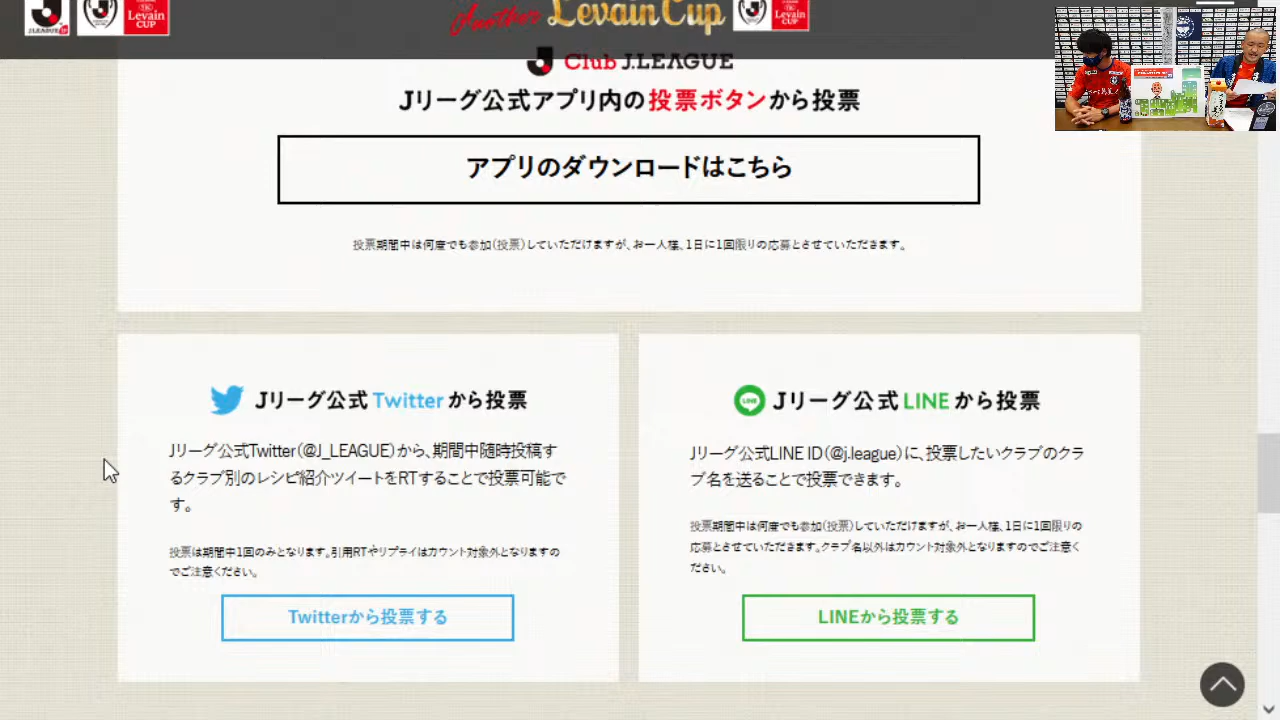 J.LEAGUE
Levain
CUP
Another Levain Cup
Levain
CUP
Club J.LEAGUE
Jリーグ公式アプリ内の投票ボタンから投票
アプリのダウンロードはこちら
投票期間中は何度でも参加(投票)していただけますが、お一人様、1日に1回限りの応募とさせていただきます。
Jリーグ公式Twitterから投票
Jリーグ公式Twitter(@J_LEAGUE)から、期間中随時投稿す
るクラブ別のレシピ紹介ツイートをRTすることで投票可能で
す。
投票は期間中1回のみとなります。引用RTやリプライはカウント対象外となりますの
でご注意ください。
Twitterから投票する
LINE
Jリーグ公式LINEから投票
Jリーグ公式LINE ID(@j.league)に、投票したいクラブのクラ
ブ名を送ることで投票できます。
投票期間中は何度でも参加(投票)していただけますが、お一人様、1日に1回限りの
応募とさせていただきます。クラブ名以外はカウント対象外となりますのでご注意く
ださい。
LINEから投票する